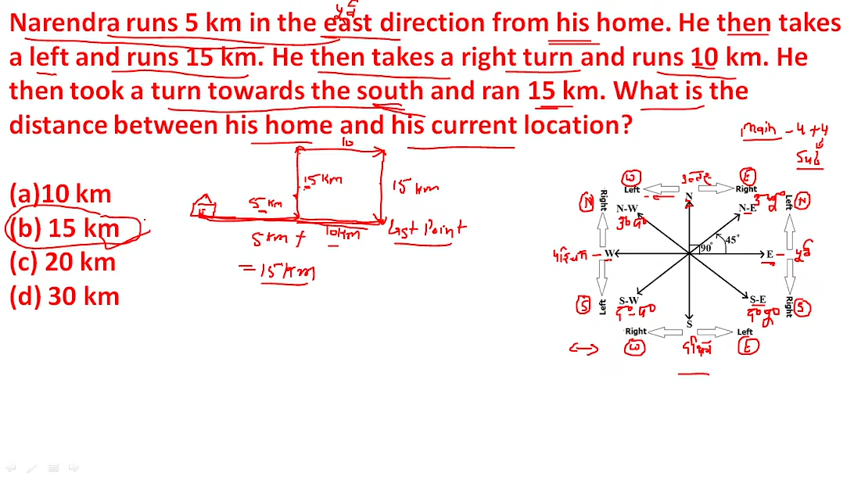 Narendra runs 5 km in the east direction from his home. He then takes
a left and runs 15 km. He then takes a right turn and runs 10 km. He
then took a turn towards the south and ran 15 km. What is the
distance between his home and his current location?
Main - 4 + 4
Sub
10
(a)10 km
15 km
15 km
(b) 15 km
5 km
Last Point
5 km + 10 km
(c) 20 km
= 15 km
(d) 30 km
W
E
Left
Right
N
N
N
Right
Left
N-W
N-E
90°
45°
W
E
S
S
Left
Right
S-W
S-E
S
Right
Left
W
E